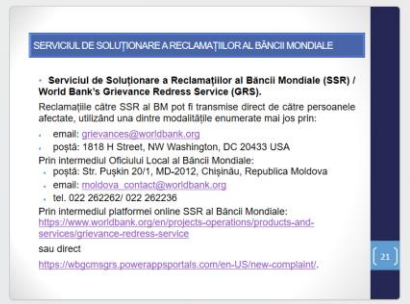 SERVICIUL DE SOLUȚIONARE A RECLAMAȚIILOR AL BĂNCII MONDIALE
• Serviciul de Soluționare a Reclamațiilor al Băncii Mondiale (SSR) /
World Bank's Grievance Redress Service (GRS).
Reclamațiile către SSR al BM pot fi transmise direct de către persoanele
afectate, utilizând una dintre modalitățile enumerate mai jos prin:
• email: grievances@worldbank.org
• poștă: 1818 H Street, NW Washington, DC 20433 USA
Prin intermediul Oficiului Local al Băncii Mondiale:
• poștă: Str. Pușkin 20/1, MD-2012, Chișinău, Republica Moldova
• email: moldova_contact@worldbank.org
• tel. 022 262262/ 022 262236
Prin intermediul platformei online SSR al Băncii Mondiale:
https://www.worldbank.org/en/projects-operations/products-and-
services/grievance-redress-service
sau direct
https://wbgcmsgrs.powerappsportals.com/en-US/new-complaint/.
21